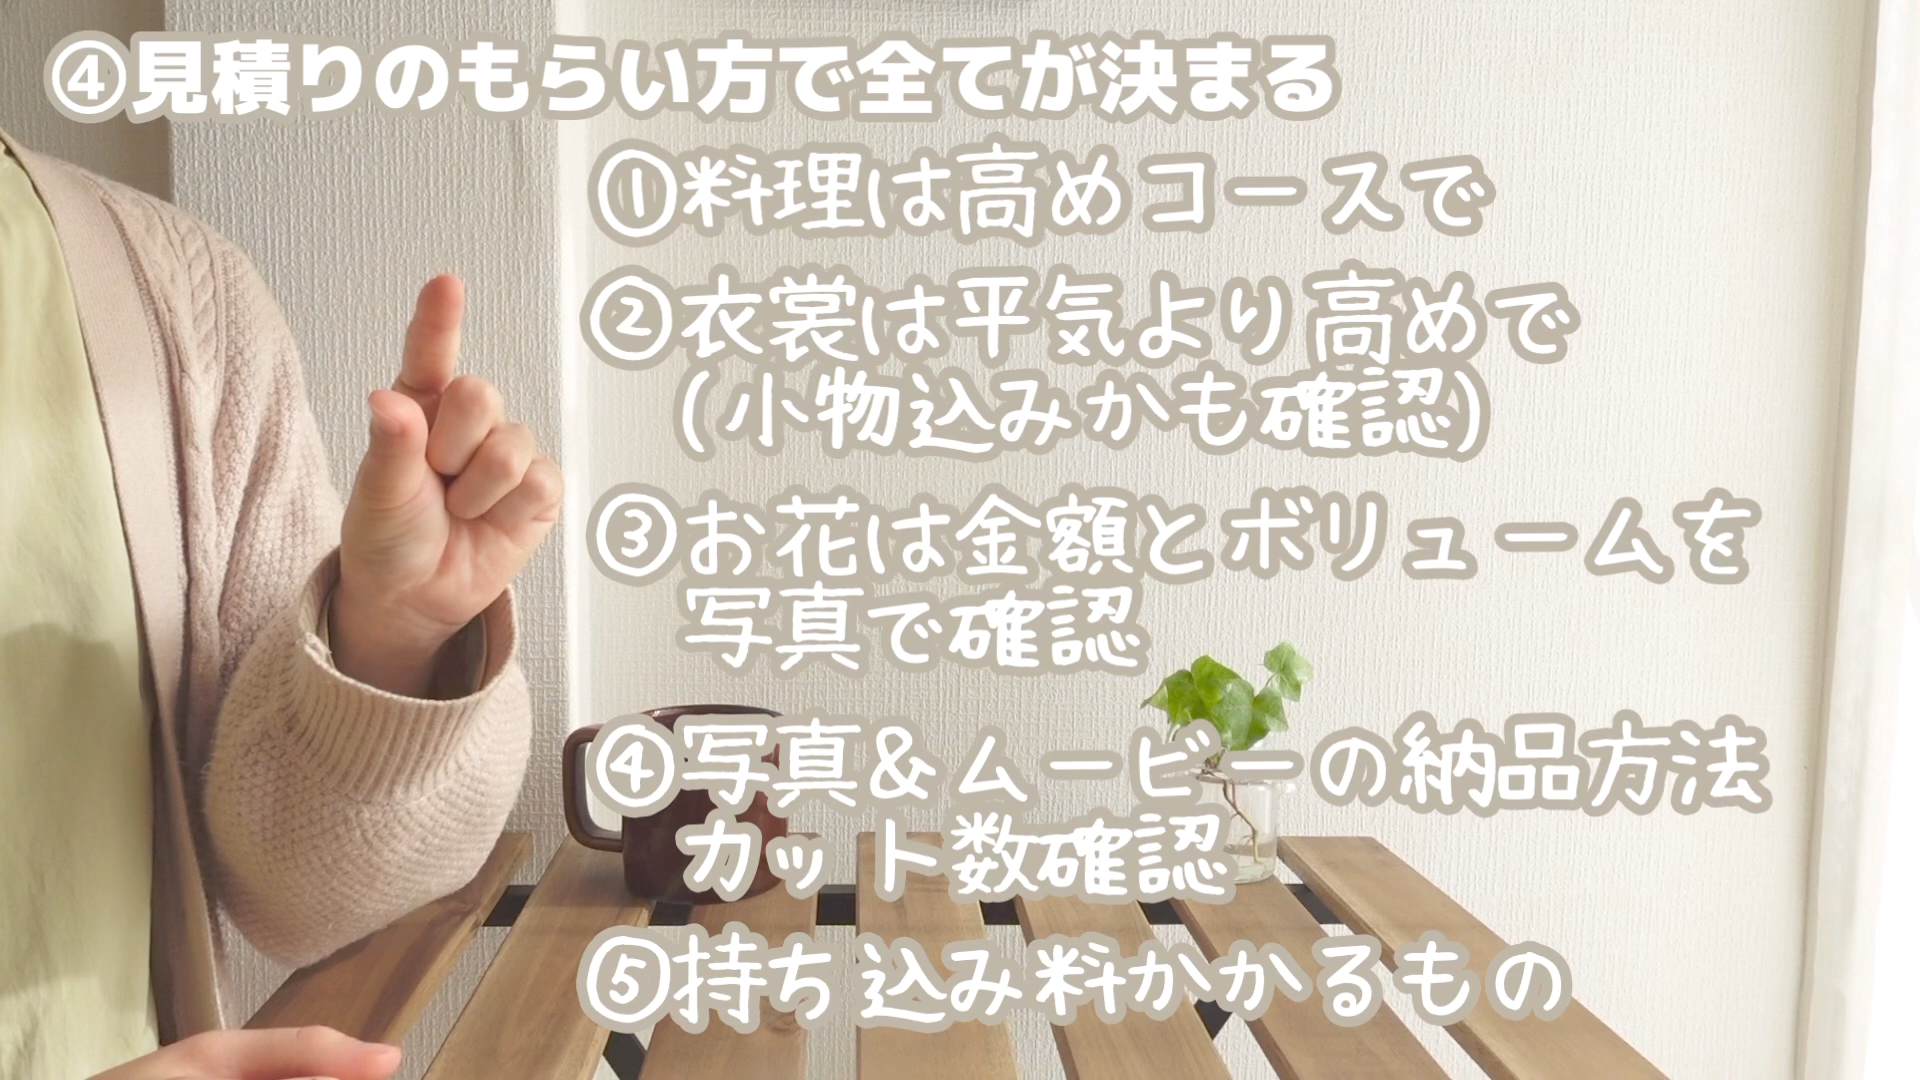 ④見積りのもらい方で全てが決まる
①料理は高めコースで
②衣裳は平気より高めで
(小物込みかも確認)
③お花は金額とボリュームを
写真で確認
④写真&ムービーの納品方法
カット数確認
⑤持ち込み料かかるもの